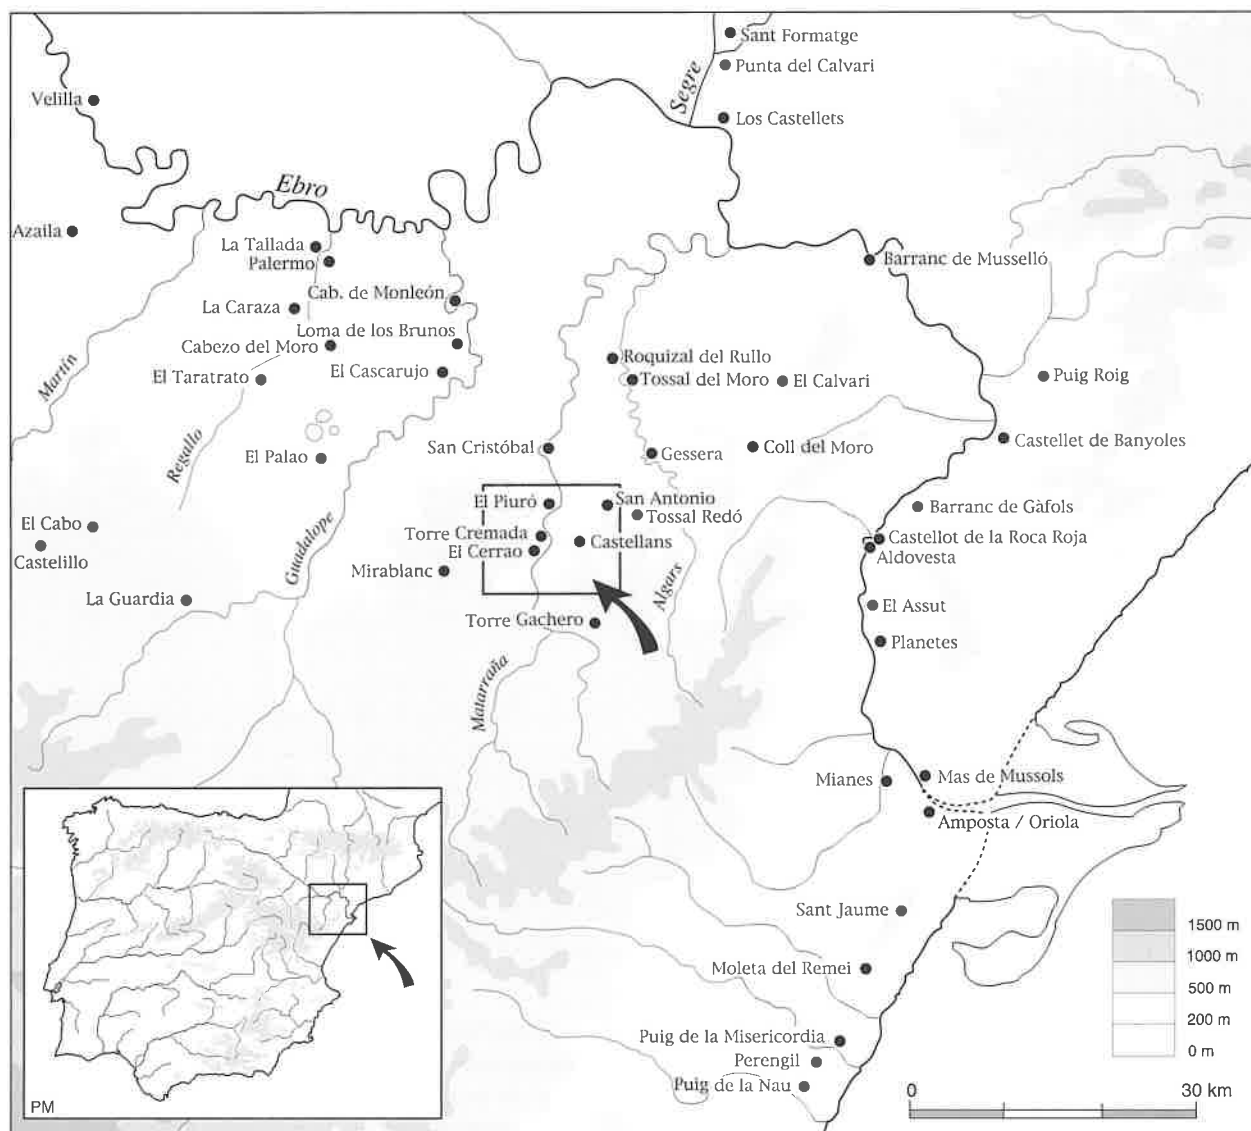 Sant Formatge
Punta del Calvari
Segre
Velilla
Los Castellets
Ebro
Azaila
La Tallada
Palermo
Barranc de Musselló
Cab. de Monleón
La Caraza
Loma de los Brunos
Cabezo del Moro
Roquizal del Rullo
Martín
El Taratrato
El Cascarujo
Tossal del Moro
El Calvari
Puig Roig
Regallo
El Palao
San Cristóbal
Gessera
Coll del Moro
Castellet de Banyoles
El Piuró
San Antonio
Tossal Redó
Barranc de Gàfols
El Cabo
Castelillo
Guadalope
Torre Cremada
El Cerrao
Castellans
Castellot de la Roca Roja
Aldovesta
Mirablanc
La Guardia
Algars
El Assut
Torre Gachero
Planetes
Matarraña
Mianes
Mas de Mussols
Amposta / Oriola
Sant Jaume
Moleta del Remei
Puig de la Misericordia
Perengil
Puig de la Nau
1500 m
1000 m
500 m
200 m
0 m
0 30 km
PM